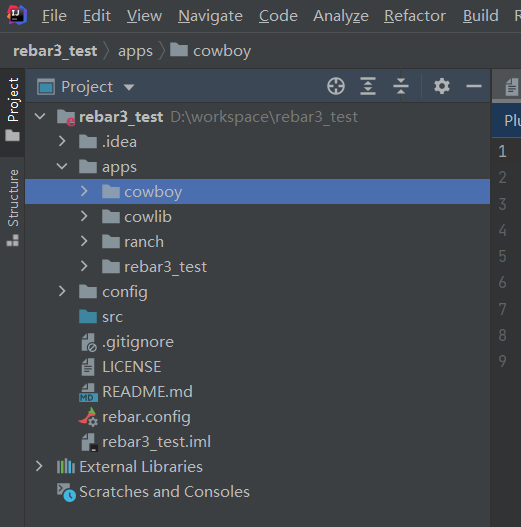 File Edit View Navigate Code Analyze Refactor Build
rebar3_test apps cowboy
Project
Project
Structure
rebar3_test D:\workspace\rebar3_test
.idea
apps
cowboy
cowlib
ranch
rebar3_test
config
src
.gitignore
LICENSE
README.md
rebar.config
rebar3_test.iml
External Libraries
Scratches and Consoles
Plu
1
2
3
4
5
6
7
8
9